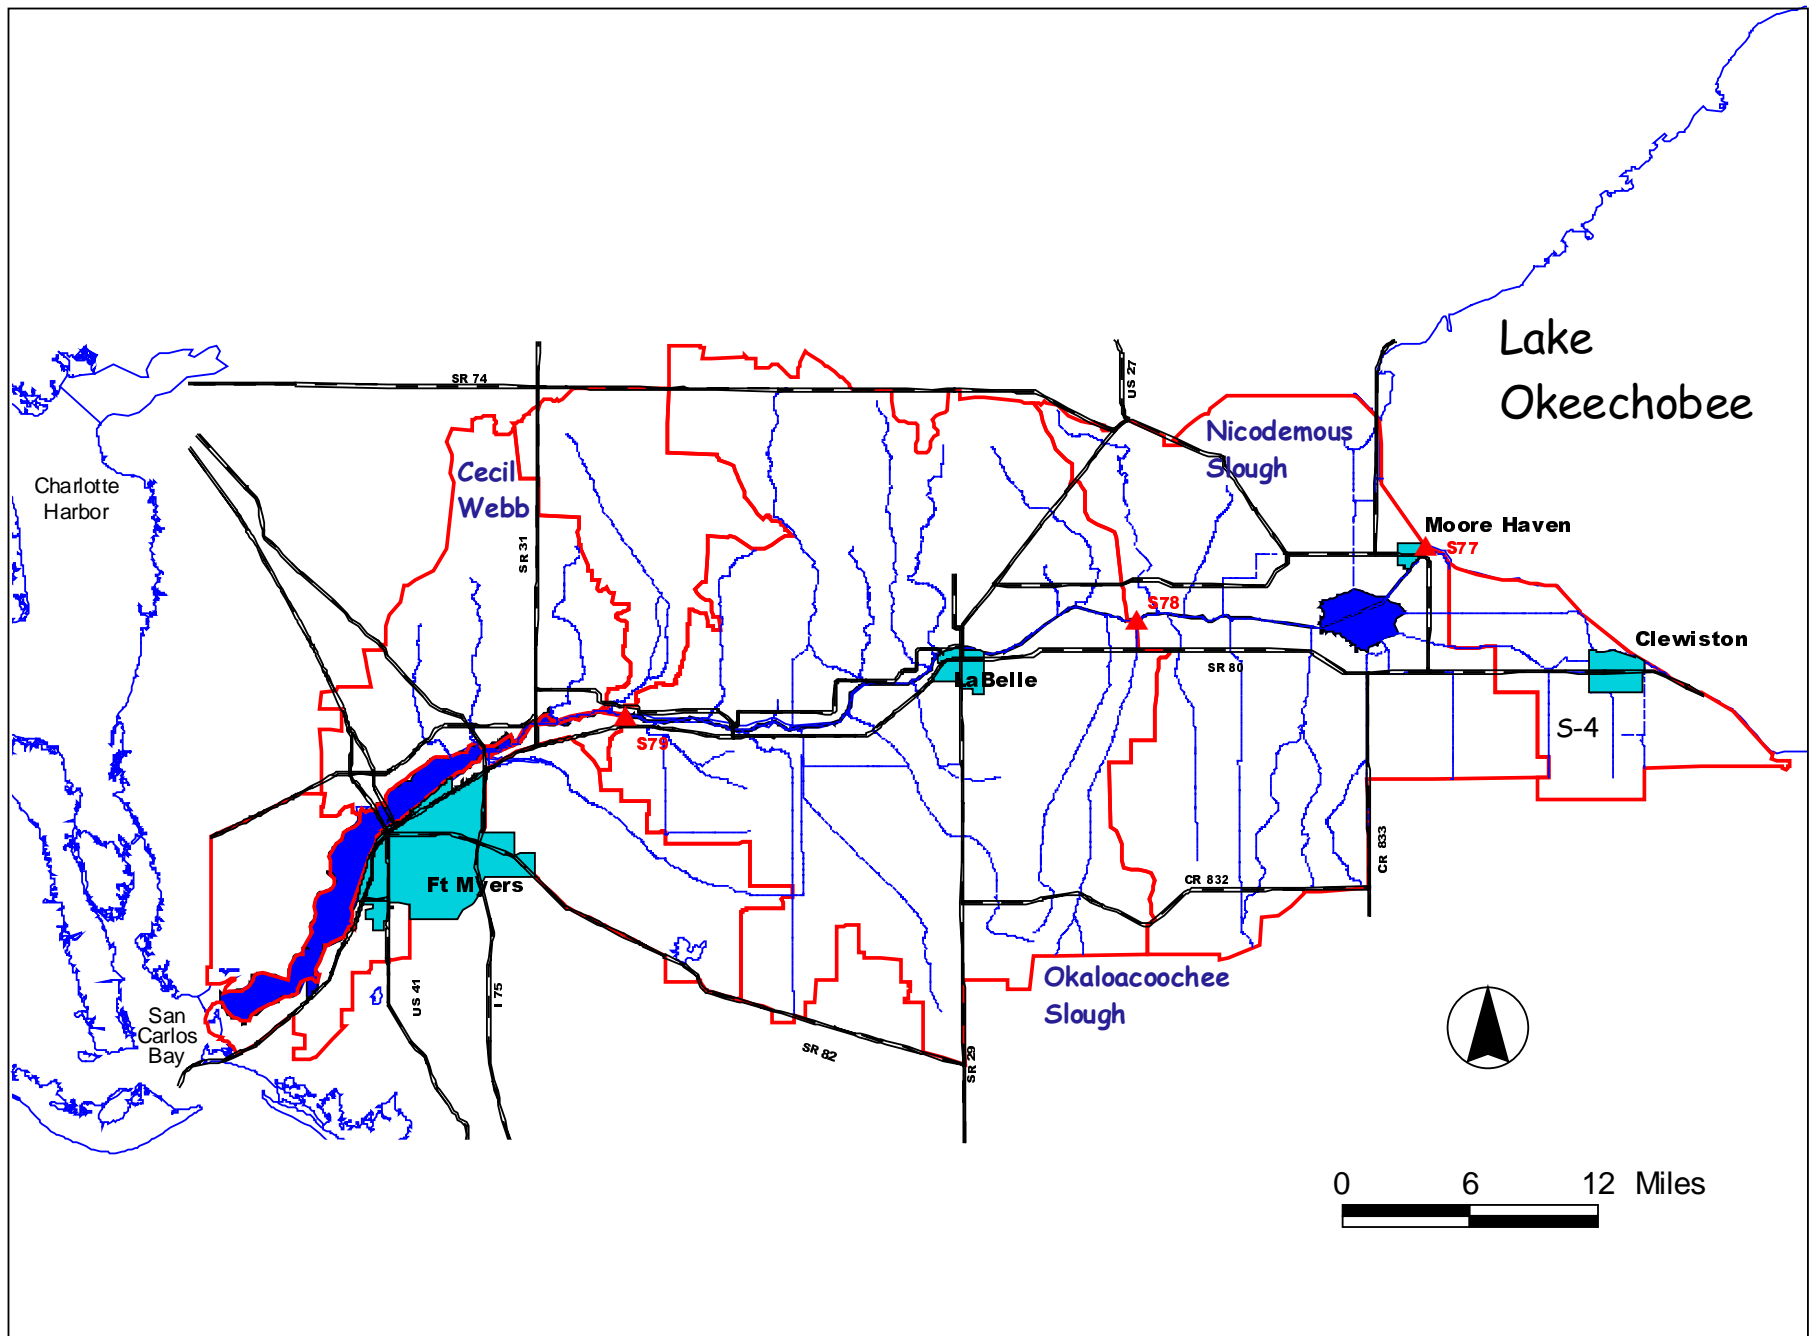 Lake
Okeechobee
SR 74
US 27
Nicodemous
Slough
Cecil
Webb
Charlotte
Harbor
SR 31
Moore Haven
S77
S78
Clewiston
SR 80
LaBelle
S-4
S79
CR 833
Ft Myers
CR 832
Okaloacoochee
Slough
US 41
I 75
San
Carlos
Bay
SR 82
SR 29
0 6 12 Miles